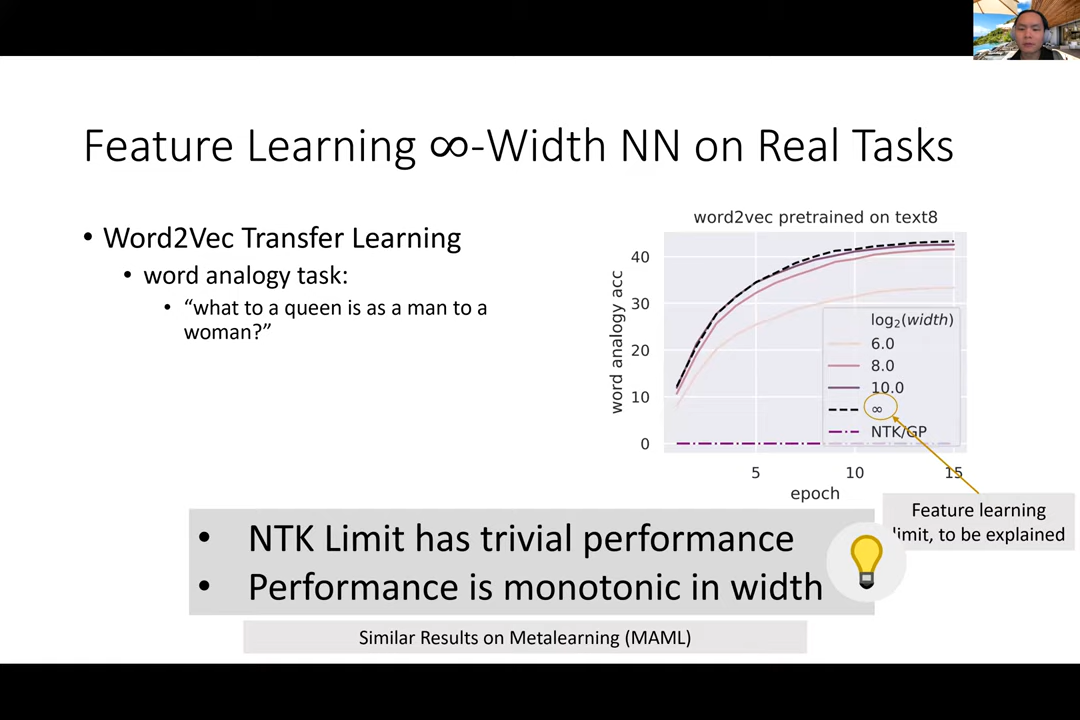 Feature Learning ∞-Width NN on Real Tasks
• Word2Vec Transfer Learning
• word analogy task:
• “what to a queen is as a man to a
woman?”
word2vec pretrained on text8
word analogy acc
40
30
20
10
0
5
10
15
epoch
log₂(width)
6.0
8.0
10.0
∞
NTK/GP
Feature learning
limit, to be explained
• NTK Limit has trivial performance
• Performance is monotonic in width
Similar Results on Metalearning (MAML)